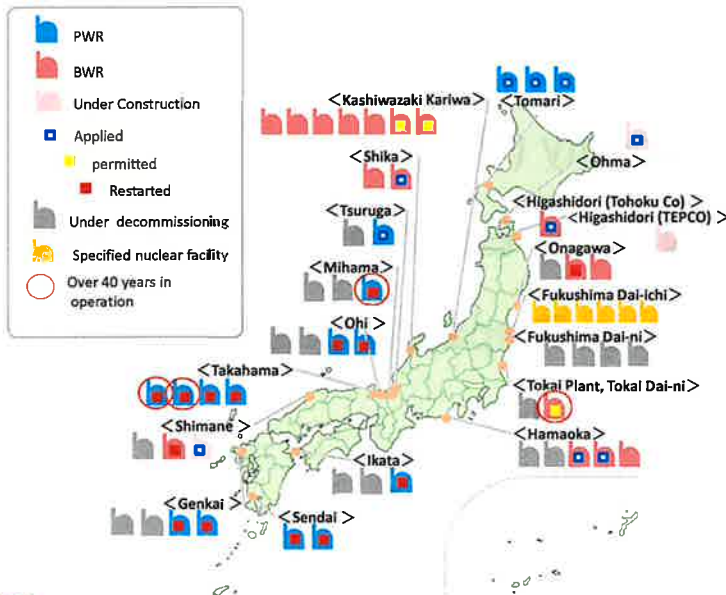 PWR
BWR
Under Construction
Applied
permitted
Restarted
Under decommissioning
Specified nuclear facility
Over 40 years in
operation
<Kashiwazaki Kariwa>
<Tomari>
<Shika>
<Ohma>
<Tsuruga>
<Higashidori (Tohoku Co) >
<Higashidori (TEPCO) >
<Mihama>
<Onagawa>
<Ohi >
<Fukushima Dai-ichi>
<Fukushima Dai-ni>
<Takahama>
<Tokai Plant, Tokai Dai-ni>
<Shimane>
<Hamaoka>
<Ikata>
<Genkai>
<Sendai >